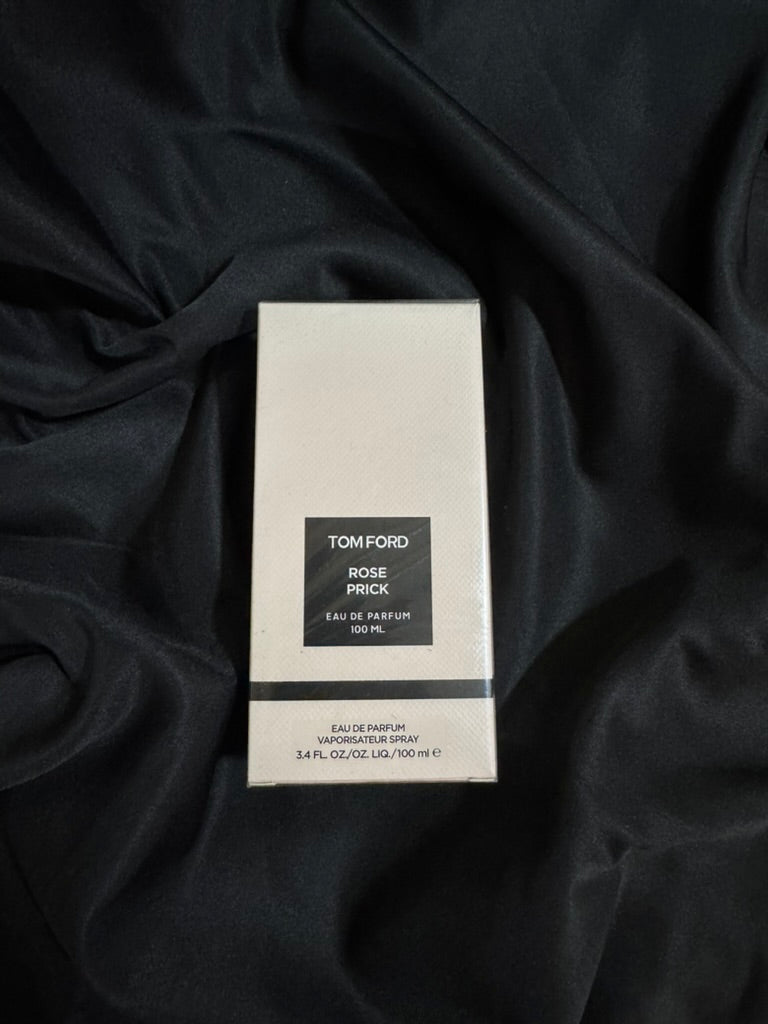 TOM FORD
ROSE
PRICK
EAU DE PARFUM
100 ML
EAU DE PARFUM
VAPORISATEUR SPRAY
3.4 FL. OZ./OZ. LIQ./100 ml ℮